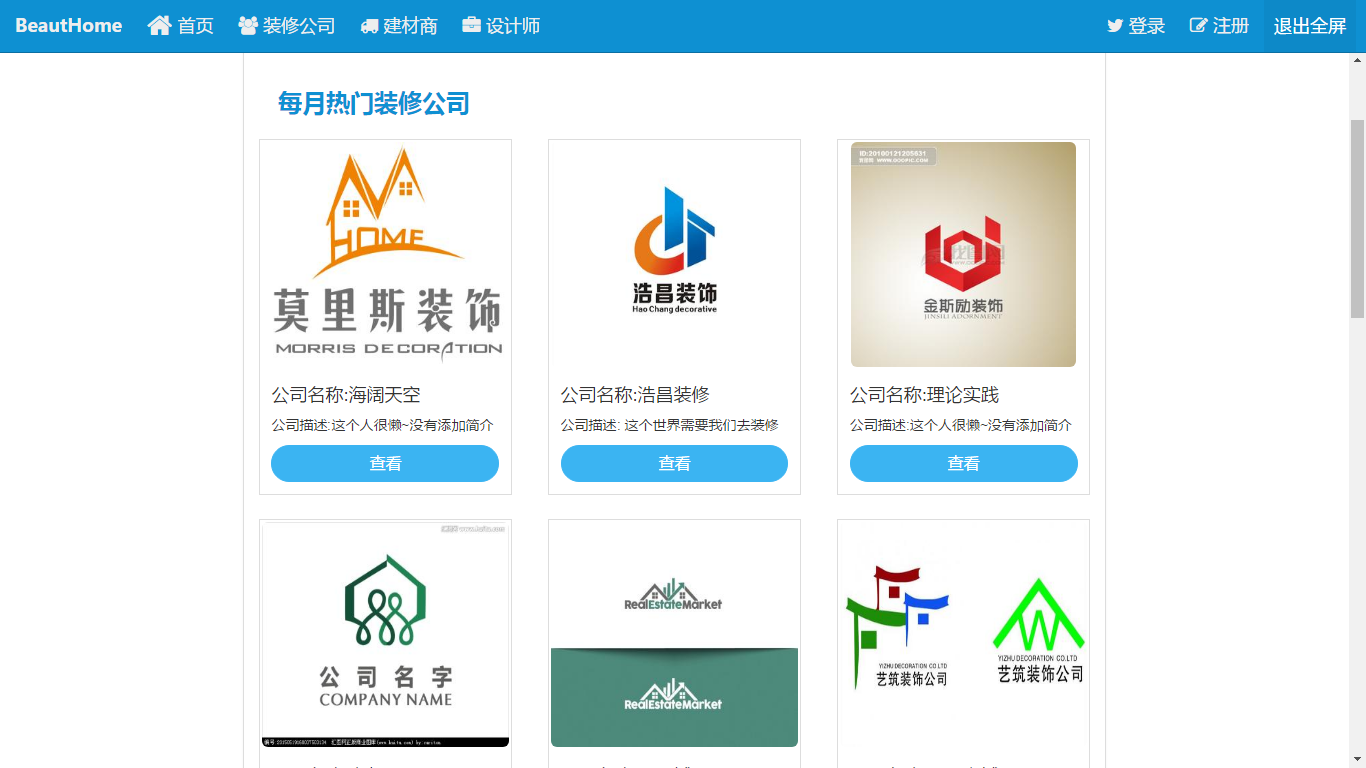 BeautHome 首页 装修公司 建材商 设计师 登录 注册 退出全屏
每月热门装修公司
HOME
莫里斯装饰
MORRIS DECORATION
公司名称:海阔天空
公司描述:这个人很懒~没有添加简介
查看
浩昌装饰
Hao Chang decorative
公司名称:浩昌装修
公司描述: 这个世界需要我们去装修
查看
金斯励装饰
JINSILI ADORNMENT
公司名称:理论实践
公司描述:这个人很懒~没有添加简介
查看
公司名字
COMPANY NAME
RealEstateMarket
RealEstateMarket
YIZHU DECORATION CO.LTD
艺筑装饰公司
YIZHU DECORATION CO.LTD
艺筑装饰公司